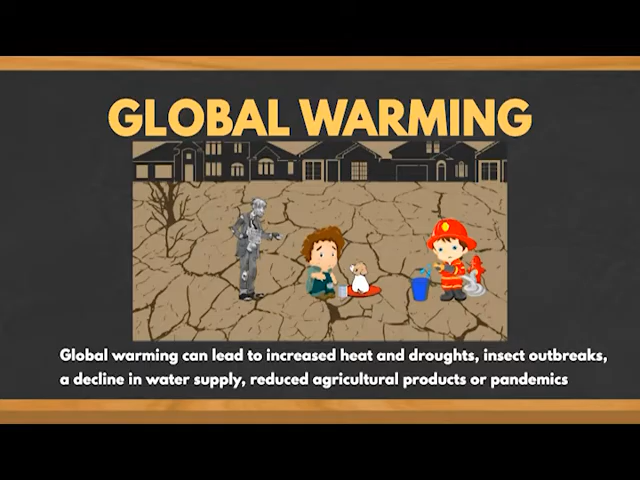 GLOBAL WARMING
Global warming can lead to increased heat and droughts, insect outbreaks,
a decline in water supply, reduced agricultural products or pandemics